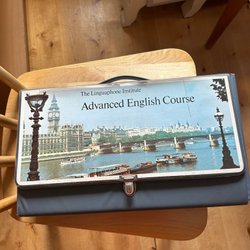 The Linguaphone Institute
Advanced English Course